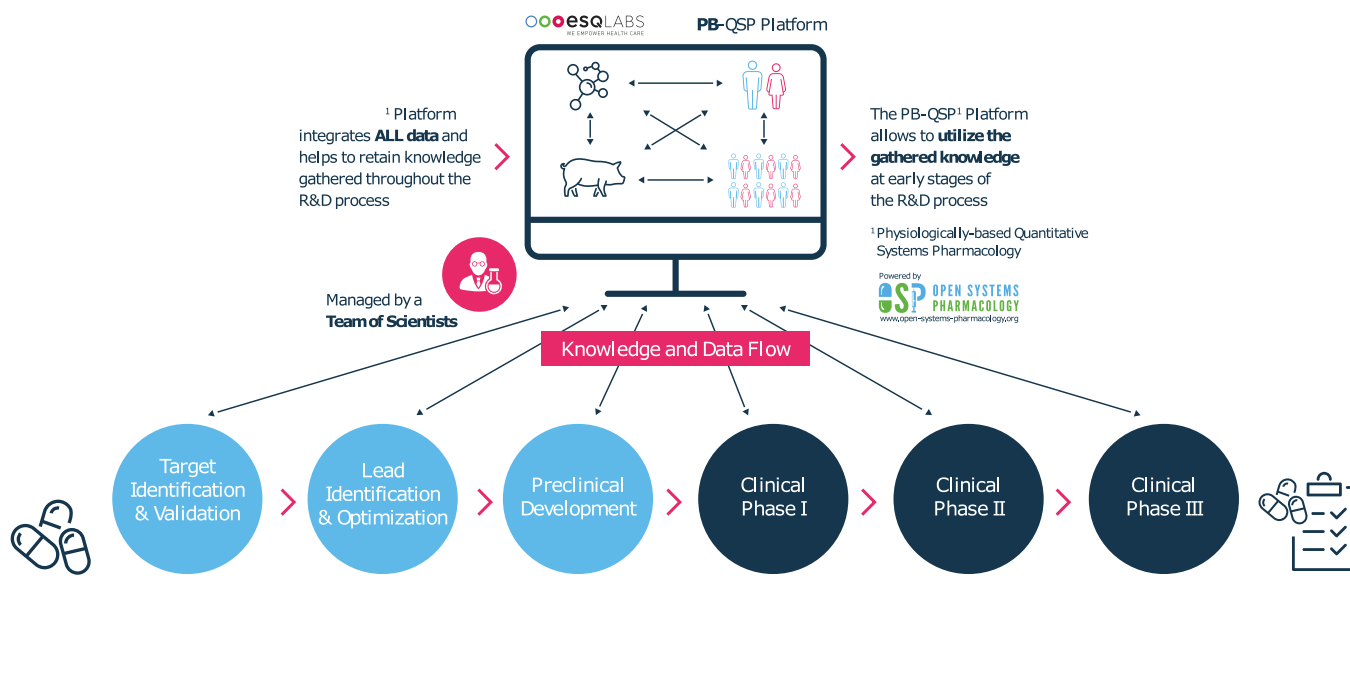 esQLABS
WE EMPOWER HEALTH CARE
PB-QSP Platform
¹ Platform
integrates ALL data and
helps to retain knowledge
gathered throughout the
R&D process
The PB-QSP¹ Platform
allows to utilize the
gathered knowledge
at early stages of
the R&D process
¹ Physiologically-based Quantitative
Systems Pharmacology
Powered by
OSP OPEN SYSTEMS
PHARMACOLOGY
www.open-systems-pharmacology.org
Managed by a
Team of Scientists
Knowledge and Data Flow
Target
Identification
& Validation
Lead
Identification
& Optimization
Preclinical
Development
Clinical
Phase I
Clinical
Phase II
Clinical
Phase III